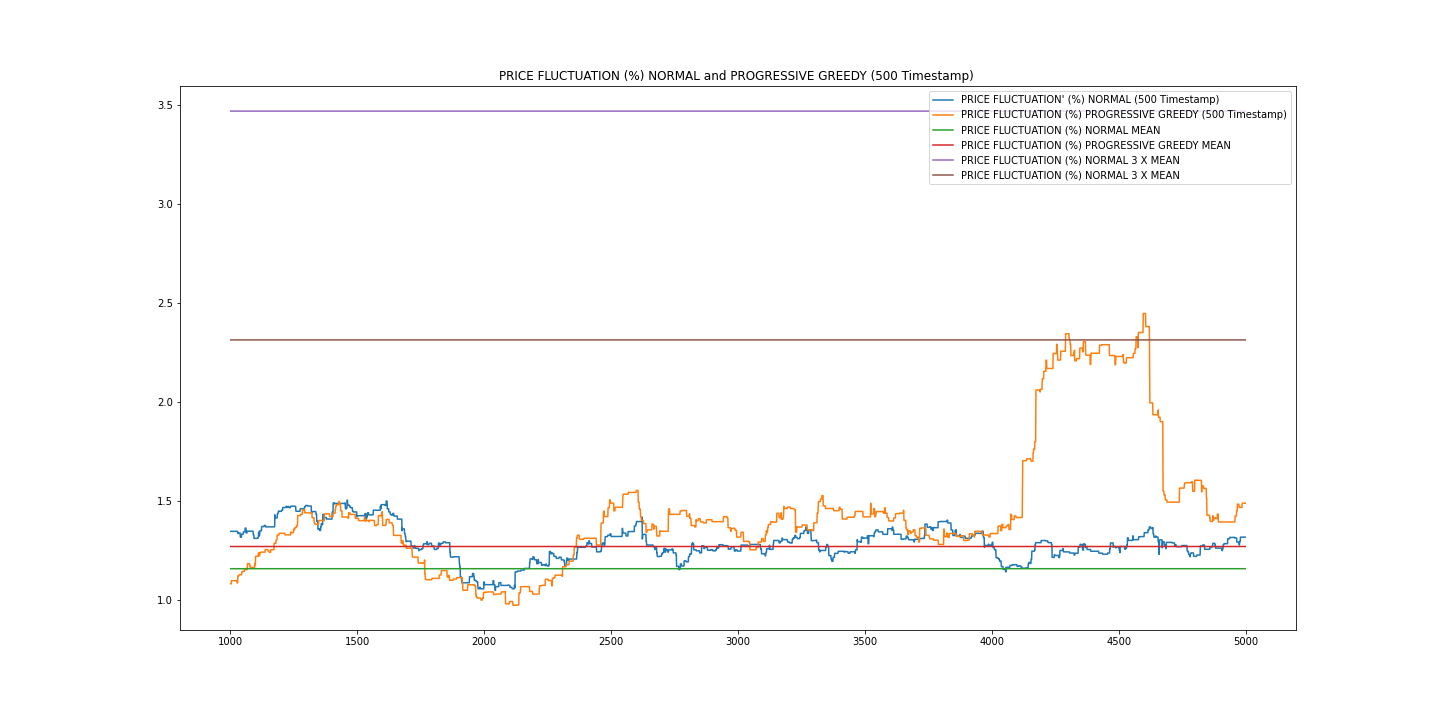 PRICE FLUCTUATION (%) NORMAL and PROGRESSIVE GREEDY (500 Timestamp)
PRICE FLUCTUATION' (%) NORMAL (500 Timestamp)
PRICE FLUCTUATION (%) PROGRESSIVE GREEDY (500 Timestamp)
PRICE FLUCTUATION (%) NORMAL MEAN
PRICE FLUCTUATION (%) PROGRESSIVE GREEDY MEAN
PRICE FLUCTUATION (%) NORMAL 3 X MEAN
PRICE FLUCTUATION (%) NORMAL 3 X MEAN
3.5
3.0
2.5
2.0
1.5
1.0
1000 1500 2000 2500 3000 3500 4000 4500 5000